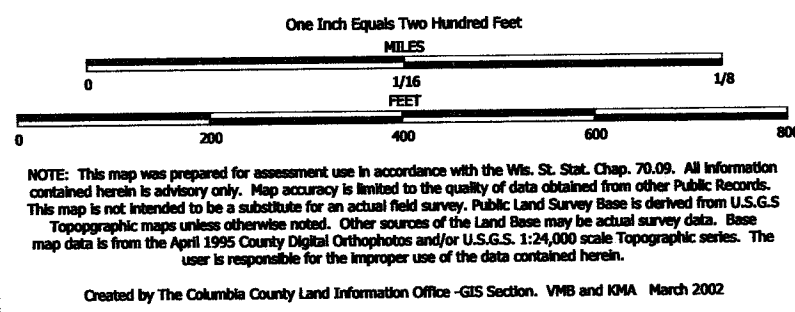 One Inch Equals Two Hundred Feet
MILES
0 1/16 1/8
FEET
0 200 400 600 800
NOTE: This map was prepared for assessment use in accordance with the Wis. St. Stat. Chap. 70.09. All information
contained herein is advisory only. Map accuracy is limited to the quality of data obtained from other Public Records.
This map is not intended to be a substitute for an actual field survey. Public Land Survey Base is derived from U.S.G.S
Topopgraphic maps unless otherwise noted. Other sources of the Land Base may be actual survey data. Base
map data is from the April 1995 County Digital Orthophotos and/or U.S.G.S. 1:24,000 scale Topographic series. The
user is responsible for the improper use of the data contained herein.
Created by The Columbia County Land Information Office -GIS Section. VMB and KMA March 2002